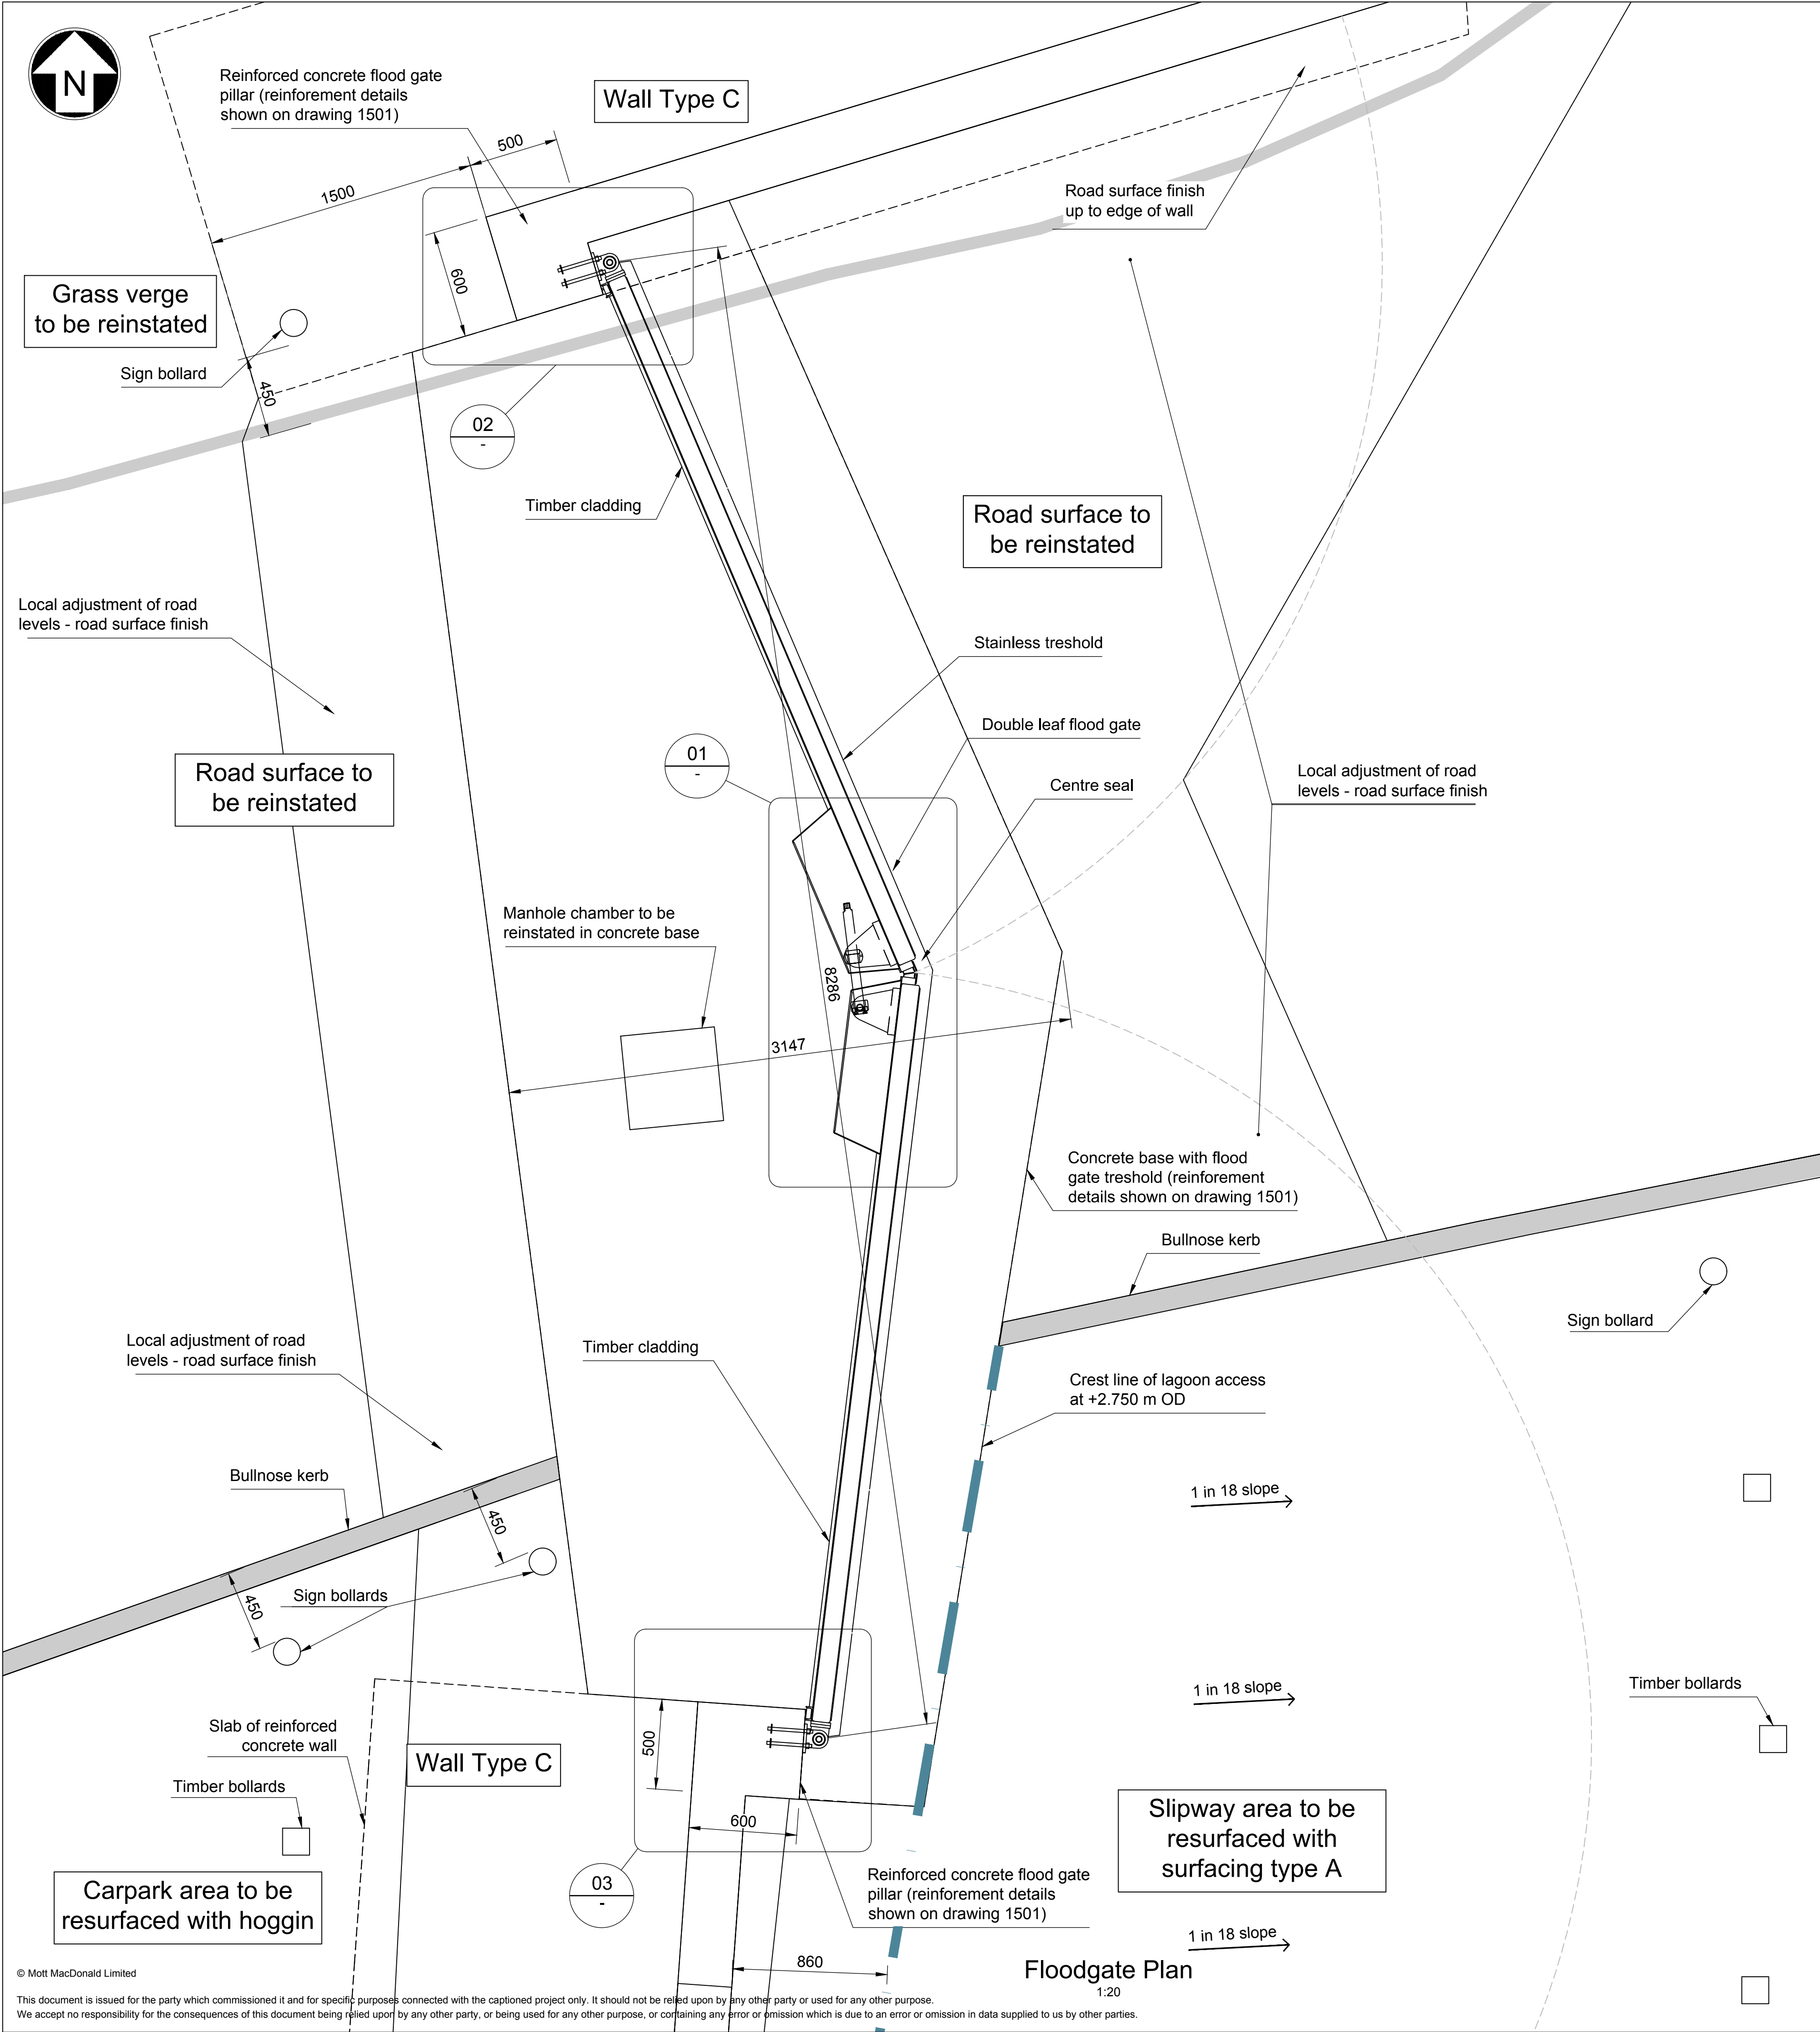 N
Reinforced concrete flood gate
pillar (reinforement details
shown on drawing 1501)
Wall Type C
500
1500
Road surface finish
up to edge of wall
600
Grass verge
to be reinstated
Sign bollard
450
02
-
Timber cladding
Road surface to
be reinstated
Local adjustment of road
levels - road surface finish
Stainless treshold
Double leaf flood gate
01
-
Road surface to
be reinstated
Centre seal
Local adjustment of road
levels - road surface finish
Manhole chamber to be
reinstated in concrete base
8286
3147
Concrete base with flood
gate treshold (reinforement
details shown on drawing 1501)
Bullnose kerb
Sign bollard
Local adjustment of road
levels - road surface finish
Timber cladding
Crest line of lagoon access
at +2.750 m OD
Bullnose kerb
1 in 18 slope
450
450
Sign bollards
1 in 18 slope
Timber bollards
Slab of reinforced
concrete wall
500
Wall Type C
Timber bollards
Slipway area to be
resurfaced with
surfacing type A
600
03
-
Reinforced concrete flood gate
pillar (reinforement details
shown on drawing 1501)
Carpark area to be
resurfaced with hoggin
1 in 18 slope
860
Floodgate Plan
1:20
© Mott MacDonald Limited
This document is issued for the party which commissioned it and for specific purposes connected with the captioned project only. It should not be relied upon by any other party or used for any other purpose.
We accept no responsibility for the consequences of this document being relied upon by any other party, or being used for any other purpose, or containing any error or omission which is due to an error or omission in data supplied to us by other parties.